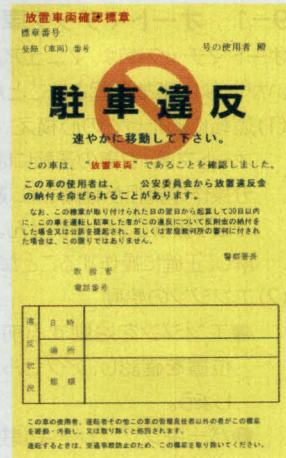 放置車両確認標章
標章番号
登録（車両）番号 号の使用者 殿
駐車違反
速やかに移動して下さい。
この車は、“放置車両”であることを確認しました。
この車の使用者は、 公安委員会から放置違反金
の納付を命ぜられることがあります。
なお、この標章が取り付けられた日の翌日から起算して30日以内
に、この車を運転し駐車した者がこの違反について反則金の納付を
した場合又は公訴を提起され、若しくは家庭裁判所の審判に付され
た場合は、この限りではありません。
警察署長
取扱者
電話番号
違反状況
日時
場所
態様
この車の使用者、運転者その他この車の管理責任者以外の者がこの標章
を破損・汚損し、又は取り除くと処罰されます。
運転するときは、交通事故防止のため、この標章を取り除いてください。